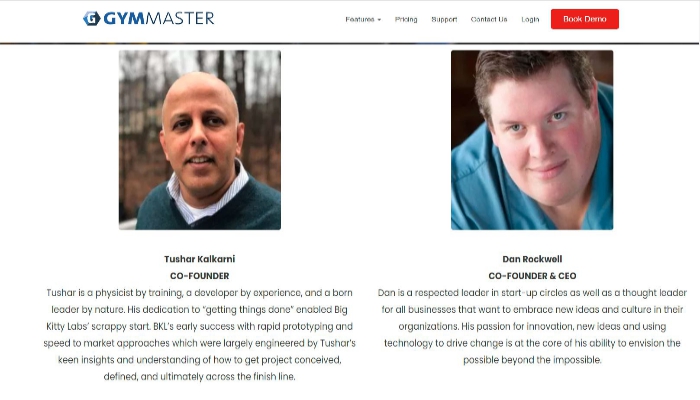 GYMMASTER
Features Pricing Support Contact Us Login Book Demo
Tushar Kalkarni
CO-FOUNDER
Tushar is a physicist by training, a developer by experience, and a born
leader by nature. His dedication to "getting things done" enabled Big
Kitty Labs' scrappy start. BKL's early success with rapid prototyping and
speed to market approaches which were largely engineered by Tushar's
keen insights and understanding of how to get project conceived,
defined, and ultimately across the finish line.
Dan Rockwell
CO-FOUNDER & CEO
Dan is a respected leader in start-up circles as well as a thought leader
for all businesses that want to embrace new ideas and culture in their
organizations. His passion for innovation, new ideas and using
technology to drive change is at the core of his ability to envision the
possible beyond the impossible.